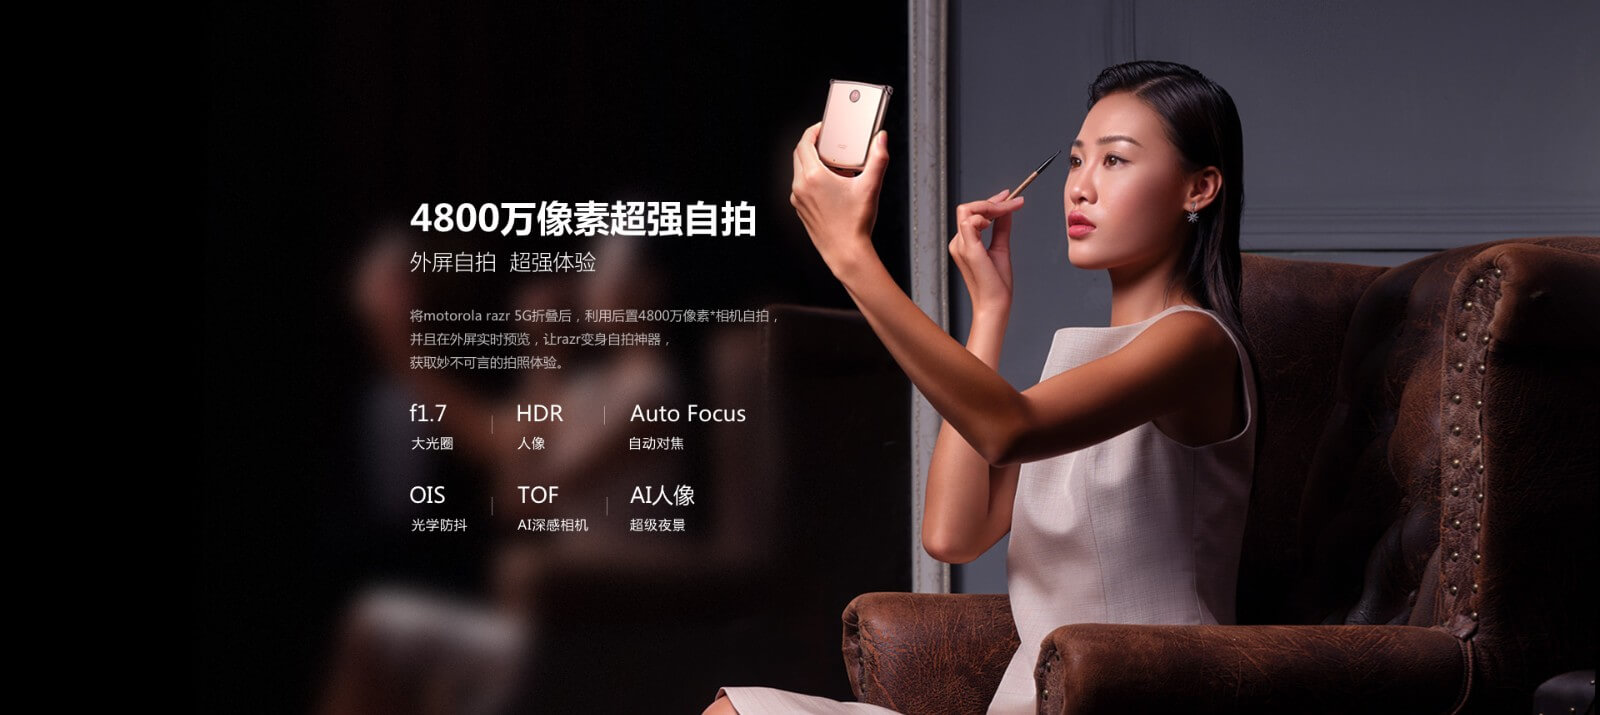 4800万像素超强自拍
外屏自拍 超强体验
将motorola razr 5G折叠后，利用后置4800万像素*相机自拍，
并且在外屏实时预览，让razr变身自拍神器，
获取妙不可言的拍照体验。
f1.7 HDR Auto Focus
大光圈 人像 自动对焦
OIS TOF AI人像
光学防抖 AI深感相机 超级夜景